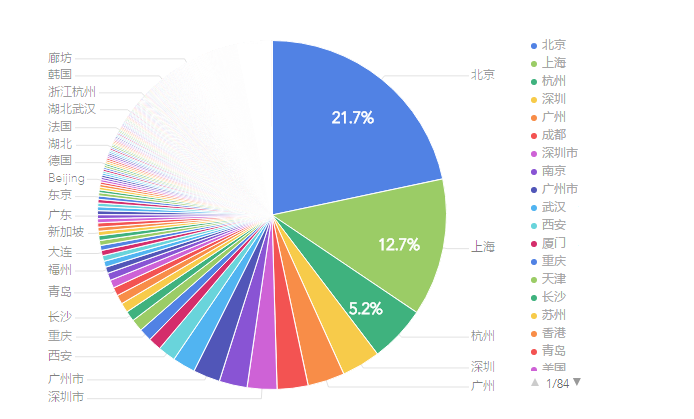 廊坊
韩国
浙江杭州
湖北武汉
法国
湖北
德国
Beijing
东京
广东
新加坡
大连
福州
青岛
长沙
重庆
西安
广州市
深圳市
21.7%
12.7%
5.2%
北京
上海
杭州
深圳
广州
北京
上海
杭州
深圳
广州
成都
深圳市
南京
广州市
武汉
西安
厦门
重庆
天津
长沙
苏州
香港
青岛
美国
1/84